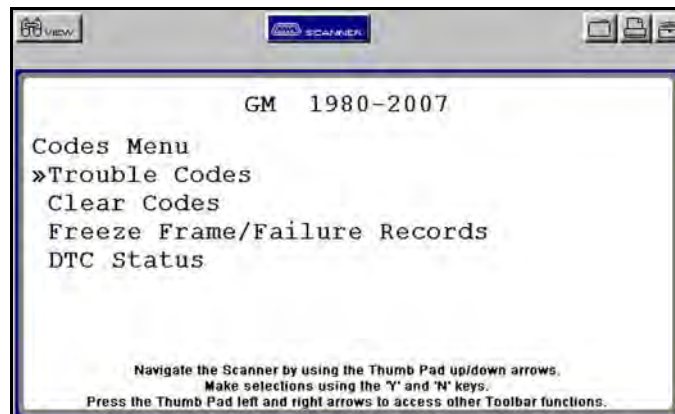 VIEW SCANNER
GM 1980-2007
Codes Menu
»Trouble Codes
Clear Codes
Freeze Frame/Failure Records
DTC Status
Navigate the Scanner by using the Thumb Pad up/down arrows.
Make selections using the 'Y' and 'N' keys.
Press the Thumb Pad left and right arrows to access other Toolbar functions.